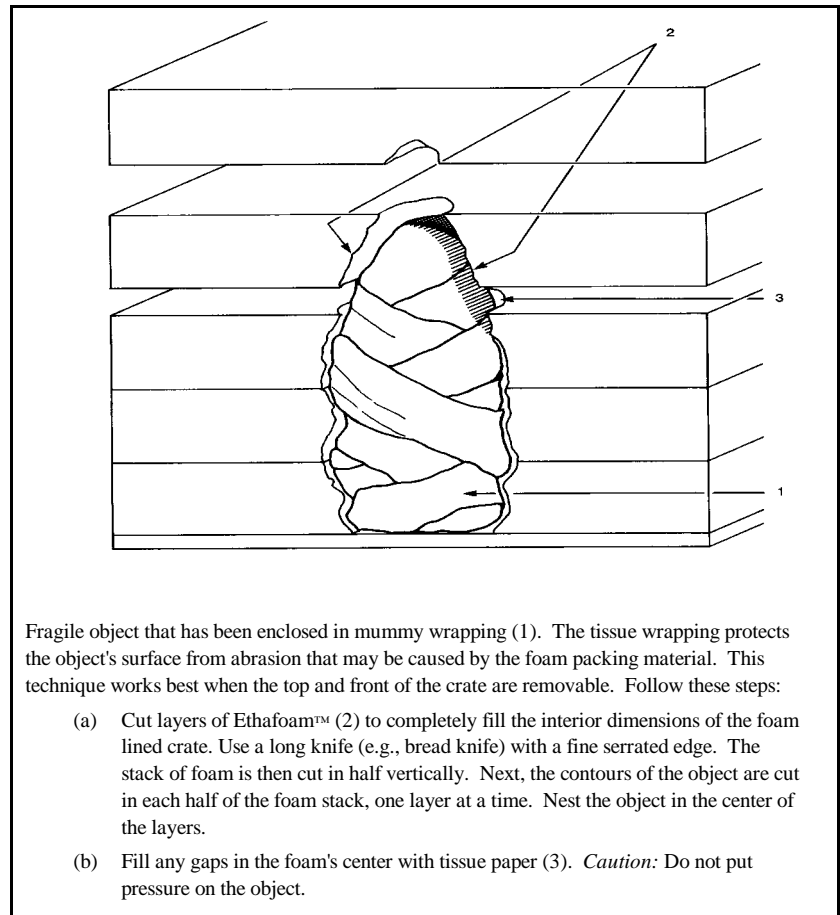 2
3
1
Fragile object that has been enclosed in mummy wrapping (1). The tissue wrapping protects
the object's surface from abrasion that may be caused by the foam packing material. This
technique works best when the top and front of the crate are removable. Follow these steps:
(a) Cut layers of Ethafoam™ (2) to completely fill the interior dimensions of the foam
lined crate. Use a long knife (e.g., bread knife) with a fine serrated edge. The
stack of foam is then cut in half vertically. Next, the contours of the object are cut
in each half of the foam stack, one layer at a time. Nest the object in the center of
the layers.
(b) Fill any gaps in the foam's center with tissue paper (3). Caution: Do not put
pressure on the object.